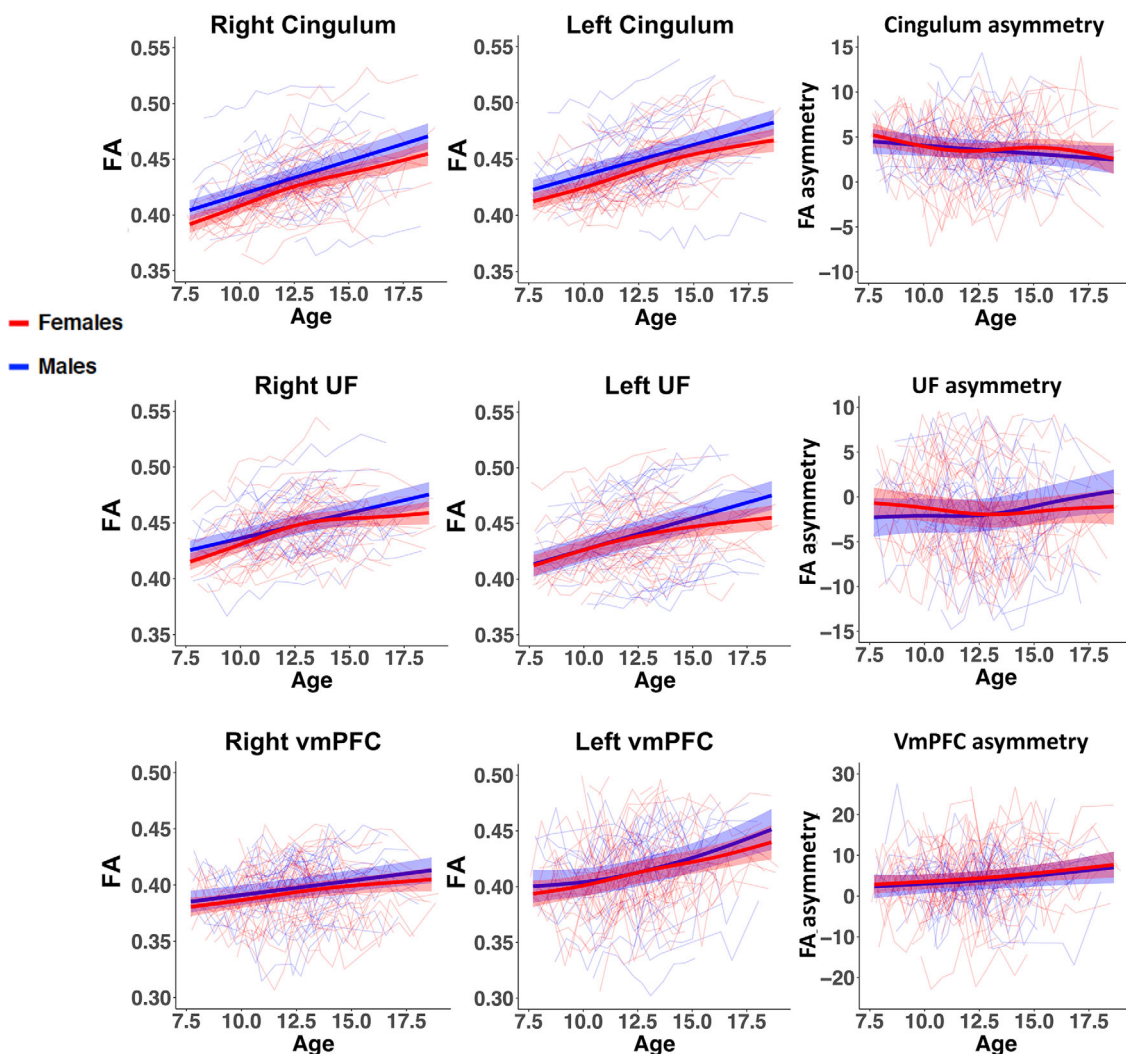 Right Cingulum
0.55
0.50
0.45
0.40
0.35
FA
7.5 10.0 12.5 15.0 17.5
Age
Left Cingulum
0.55
0.50
0.45
0.40
0.35
FA
7.5 10.0 12.5 15.0 17.5
Age
Cingulum asymmetry
15
10
5
0
−5
−10
FA asymmetry
7.5 10.0 12.5 15.0 17.5
Age
Females
Males
Right UF
0.55
0.50
0.45
0.40
0.35
FA
7.5 10.0 12.5 15.0 17.5
Age
Left UF
0.55
0.50
0.45
0.40
0.35
FA
7.5 10.0 12.5 15.0 17.5
Age
UF asymmetry
10
5
0
−5
−10
−15
FA asymmetry
7.5 10.0 12.5 15.0 17.5
Age
Right vmPFC
0.50
0.45
0.40
0.35
0.30
FA
7.5 10.0 12.5 15.0 17.5
Age
Left vmPFC
0.50
0.45
0.40
0.35
0.30
FA
7.5 10.0 12.5 15.0 17.5
Age
VmPFC asymmetry
30
20
10
0
−10
−20
FA asymmetry
7.5 10.0 12.5 15.0 17.5
Age